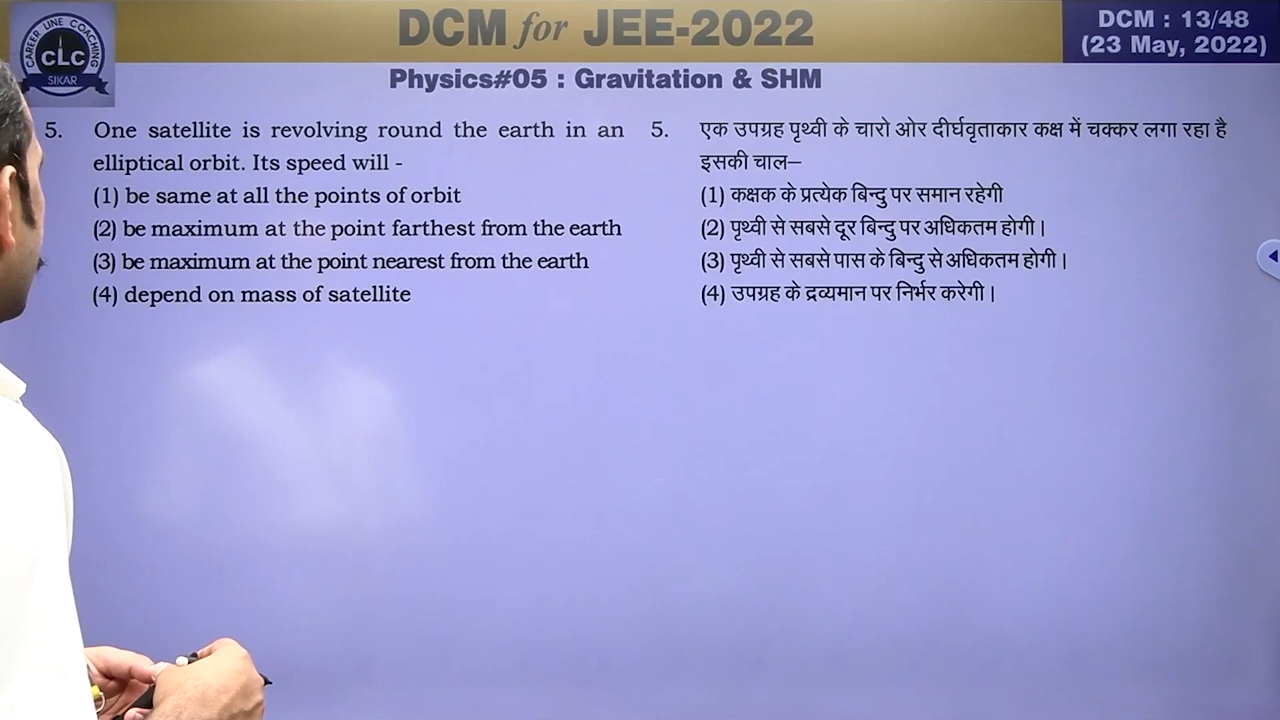 DCM for JEE-2022
DCM : 13/48
(23 May, 2022)
CAREER LINE COACHING
CLC
SIKAR
Physics#05 : Gravitation & SHM
5. One satellite is revolving round the earth in an
elliptical orbit. Its speed will -
(1) be same at all the points of orbit
(2) be maximum at the point farthest from the earth
(3) be maximum at the point nearest from the earth
(4) depend on mass of satellite
5. एक उपग्रह पृथ्वी के चारो ओर दीर्घवृताकार कक्ष में चक्कर लगा रहा है
इसकी चाल–
(1) कक्षक के प्रत्येक बिन्दु पर समान रहेगी
(2) पृथ्वी से सबसे दूर बिन्दु पर अधिकतम होगी।
(3) पृथ्वी से सबसे पास के बिन्दु से अधिकतम होगी।
(4) उपग्रह के द्रव्यमान पर निर्भर करेगी।